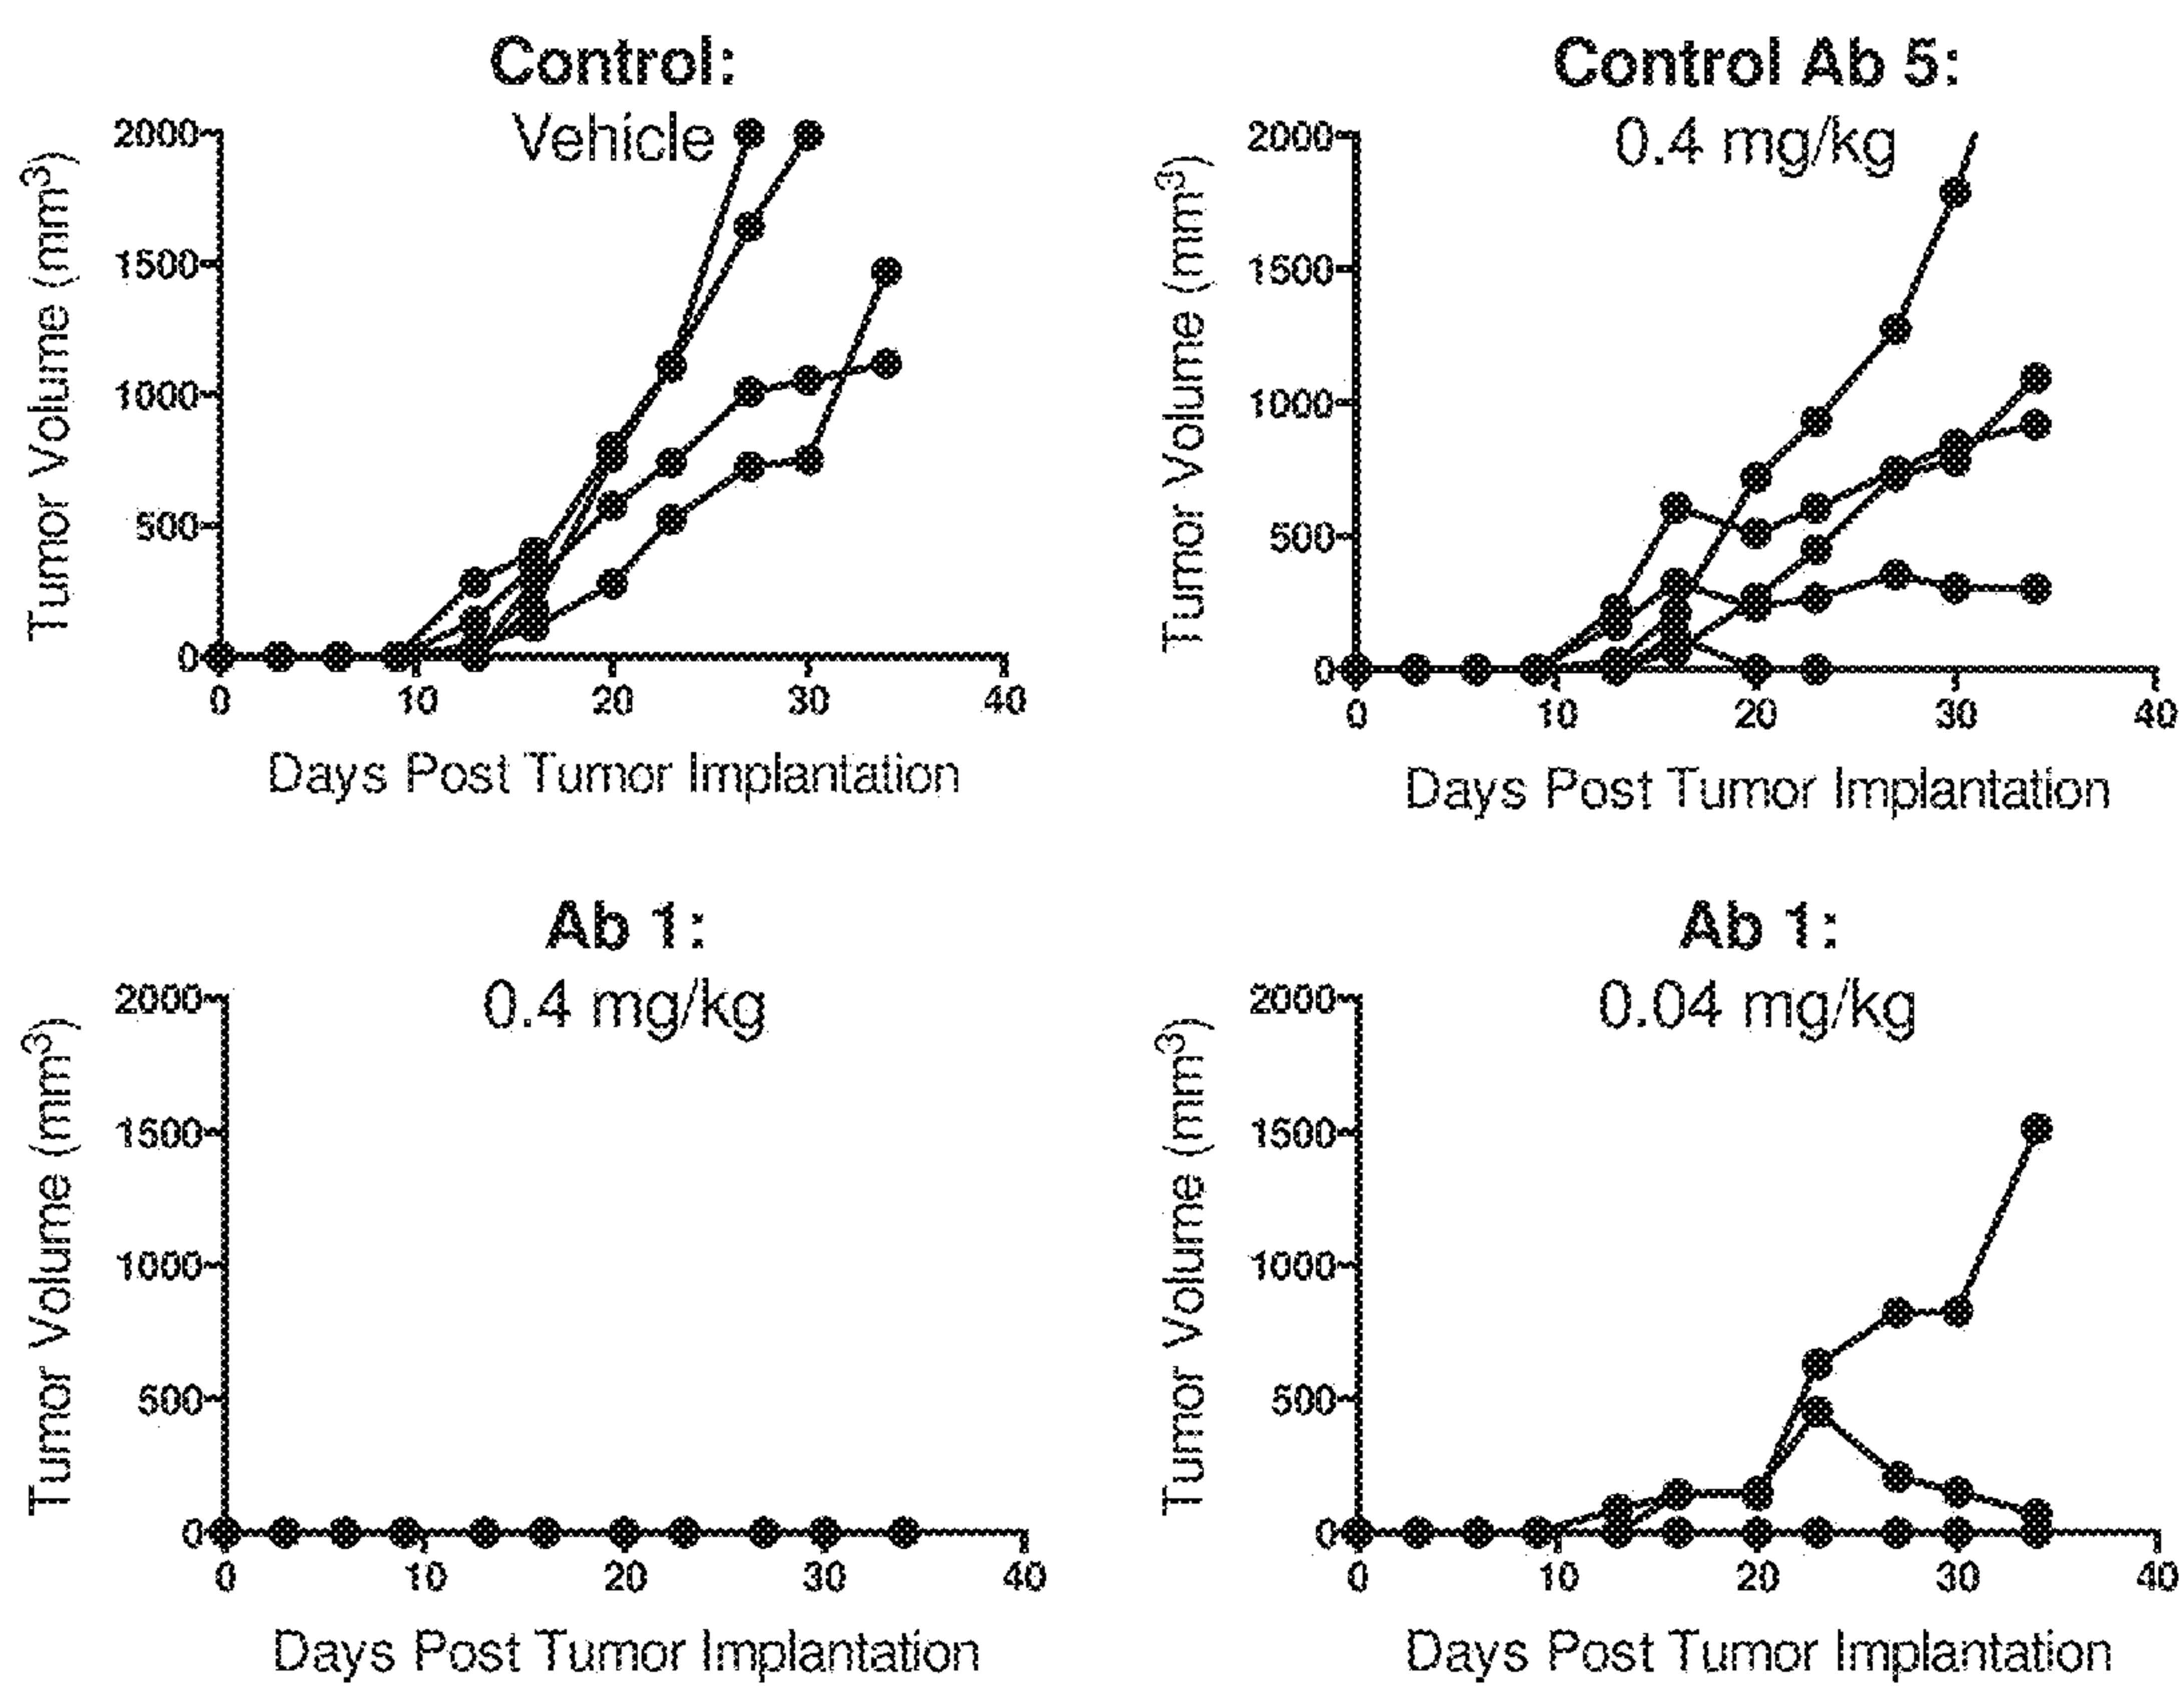 Control:
Vehicle
2000
1500
1000
500
0
Tumor Volume (mm³)
0 10 20 30 40
Days Post Tumor Implantation
Control Ab 5:
0.4 mg/kg
2000
1500
1000
500
0
Tumor Volume (mm³)
0 10 20 30 40
Days Post Tumor Implantation
Ab 1:
0.4 mg/kg
2000
1500
1000
500
0
Tumor Volume (mm³)
0 10 20 30 40
Days Post Tumor Implantation
Ab 1:
0.04 mg/kg
2000
1500
1000
500
0
Tumor Volume (mm³)
0 10 20 30 40
Days Post Tumor Implantation